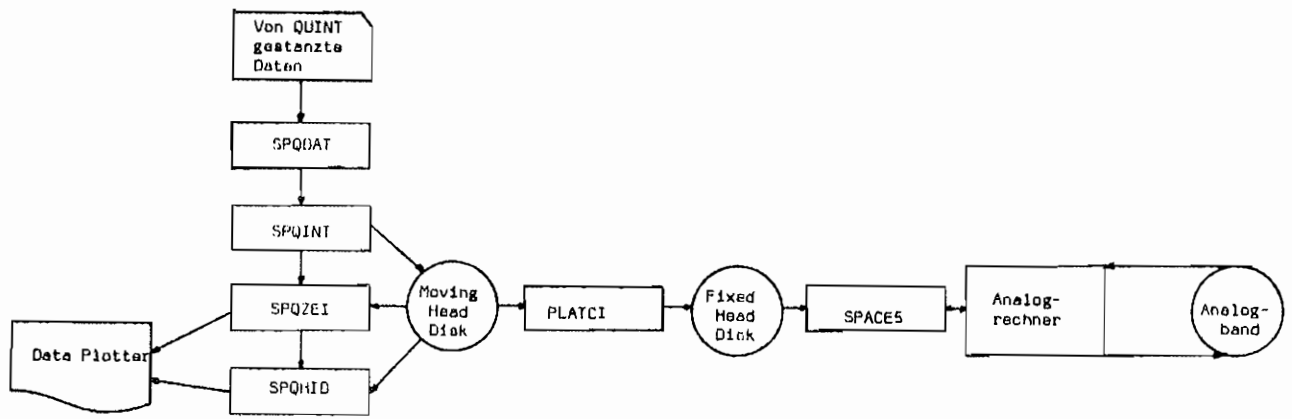 Von QUINT
gestanzte
Daten
SPQDAT
SPQINT
SPQZEI
Moving
Head
Disk
PLATCI
Fixed
Head
Disk
SPACE5
Analog-
rechner
Analog-
band
Data Plotter